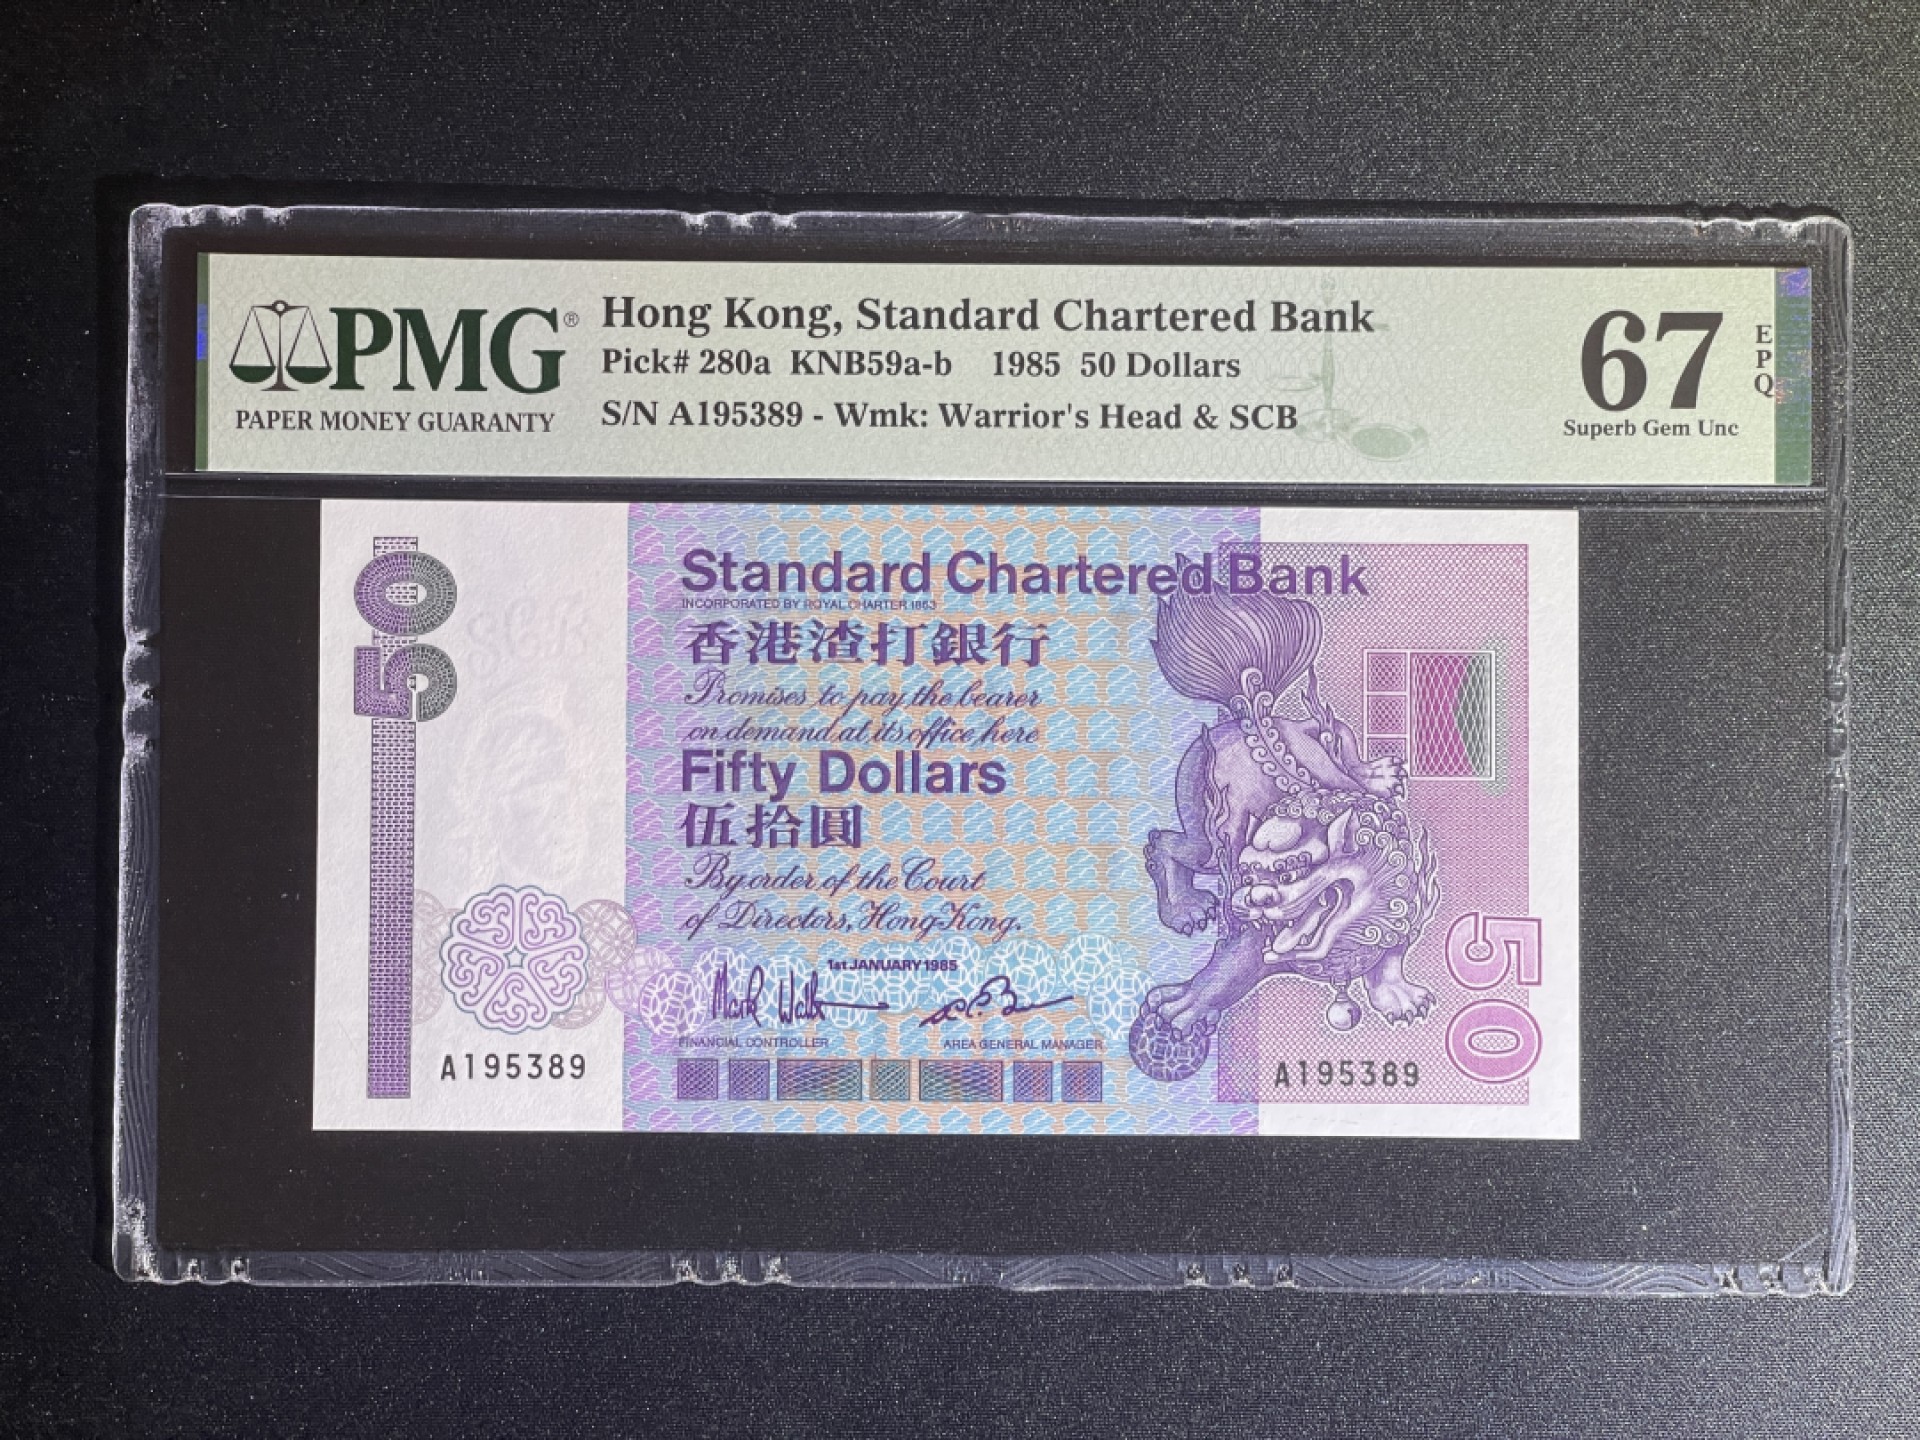 PMG®
PAPER MONEY GUARANTY
Hong Kong, Standard Chartered Bank
Pick# 280a KNB59a-b 1985 50 Dollars
S/N A195389 - Wmk: Warrior's Head & SCB
67
EPQ
Superb Gem Unc
50
Standard Chartered Bank
INCORPORATED BY ROYAL CHARTER 1853
香港渣打銀行
Promises to pay the bearer
on demand at its office here
Fifty Dollars
伍拾圓
By order of the Court
of Directors, Hong Kong.
1st JANUARY 1985
FINANCIAL CONTROLLER
AREA GENERAL MANAGER
A195389
A195389
50